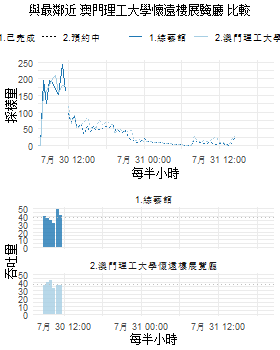 與最鄰近 澳門理工大學懷遠樓展覽廳 比較
1.已完成 2.預約中 1.綜藝館 2.澳門理工大學
採樣量
250
200
150
100
50
0
7月 30 12:00 7月 31 00:00 7月 31 12:00
每半小時
吞吐量
1.綜藝館
50
40
30
20
10
0
2.澳門理工大學懷遠樓展覽廳
50
40
30
20
10
0
7月 30 12:00 7月 31 00:00 7月 31 12:00
每半小時